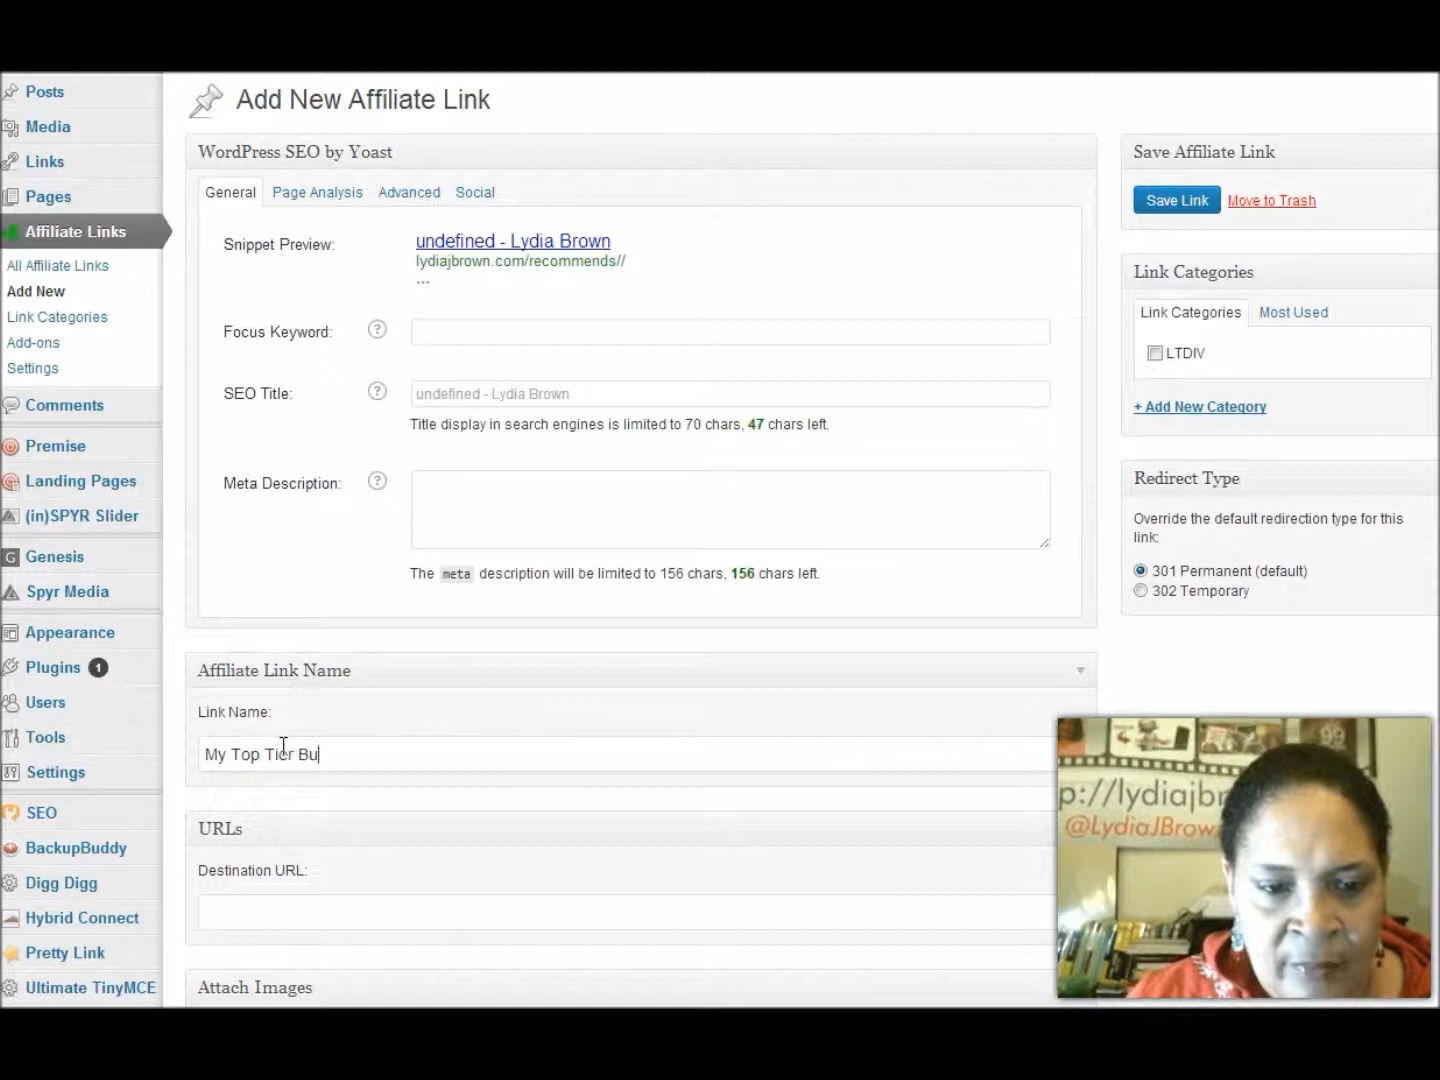 Posts
Media
Links
Pages
Affiliate Links
All Affiliate Links
Add New
Link Categories
Add-ons
Settings
Comments
Premise
Landing Pages
(in)SPYR Slider
Genesis
Spyr Media
Appearance
Plugins 1
Users
Tools
Settings
SEO
BackupBuddy
Digg Digg
Hybrid Connect
Pretty Link
Ultimate TinyMCE
Add New Affiliate Link
WordPress SEO by Yoast
General Page Analysis Advanced Social
Snippet Preview:
undefined - Lydia Brown
lydiajbrown.com/recommends//
...
Focus Keyword: ?
SEO Title: ? undefined - Lydia Brown
Title display in search engines is limited to 70 chars, 47 chars left.
Meta Description: ?
The meta description will be limited to 156 chars, 156 chars left.
Affiliate Link Name
Link Name:
My Top Tier Bu
URLs
Destination URL:
Attach Images
Save Affiliate Link
Save Link Move to Trash
Link Categories
Link Categories Most Used
LTDIV
+ Add New Category
Redirect Type
Override the default redirection type for this
link:
301 Permanent (default)
302 Temporary
p://lydiajbr
@LydiaJBrow